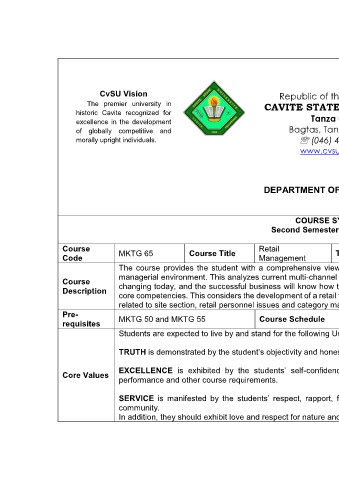 CvSU Vision
The premier university in
historic Cavite recognized for
excellence in the development
of globally competitive and
morally upright individuals.
Republic of th
CAVITE STATE
Tanza
Bagtas, Tan
☏ (046) 4
www.cvsu
DEPARTMENT OF
COURSE SY
Second Semester
Course Code
MKTG 65
Course Title
Retail Management
T
Course Description
The course provides the student with a comprehensive view
managerial environment. This analyzes current multi-channel
changing today, and the successful business will know how t
core competencies. This considers the development of a retail
related to site section, retail personnel issues and category ma
Pre-requisites
MKTG 50 and MKTG 55
Course Schedule
Core Values
Students are expected to live by and stand for the following Un
TRUTH is demonstrated by the student's objectivity and hones
EXCELLENCE is exhibited by the students' self-confidenc
performance and other course requirements.
SERVICE is manifested by the students' respect, rapport, f
community.
In addition, they should exhibit love and respect for nature and